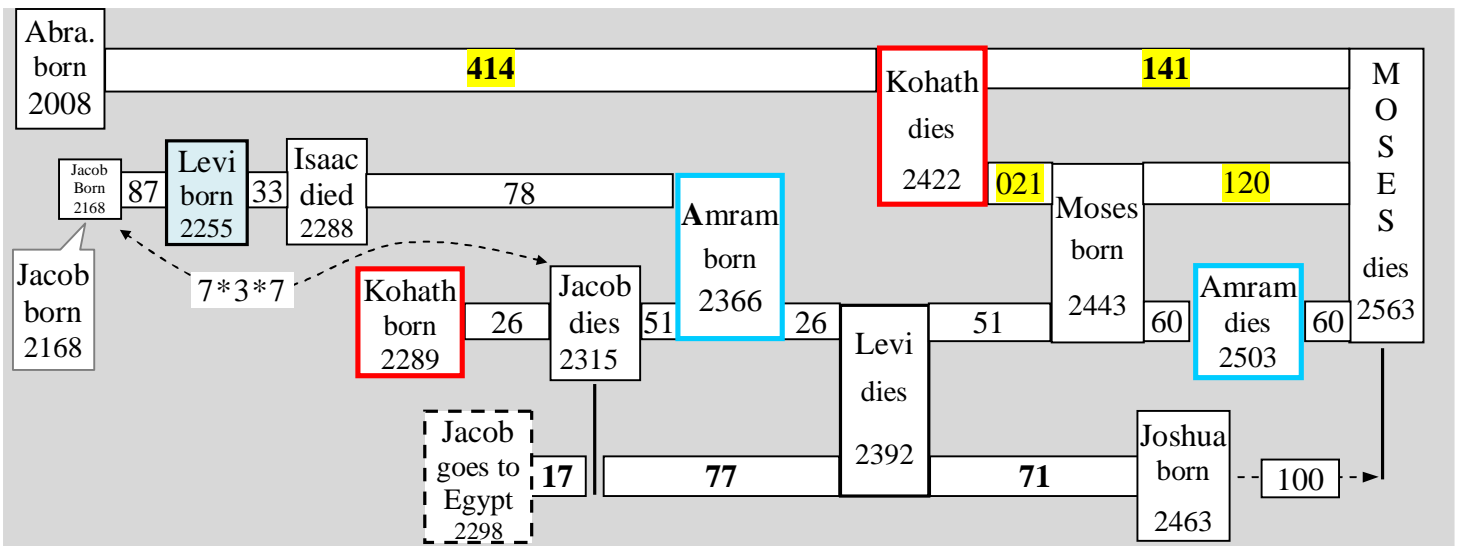 Abra.
born
2008
414
Kohath
dies
2422
141
M
O
S
E
S
dies
2563
Jacob
Born
2168
87
Levi
born
2255
33
Isaac
died
2288
78
Amram
born
2366
021
Moses
born
2443
120
Jacob
born
2168
7*3*7
Kohath
born
2289
26
Jacob
dies
2315
51
26
Levi
dies
2392
51
60
Amram
dies
2503
60
Jacob
goes to
Egypt
2298
17
77
71
Joshua
born
2463
100